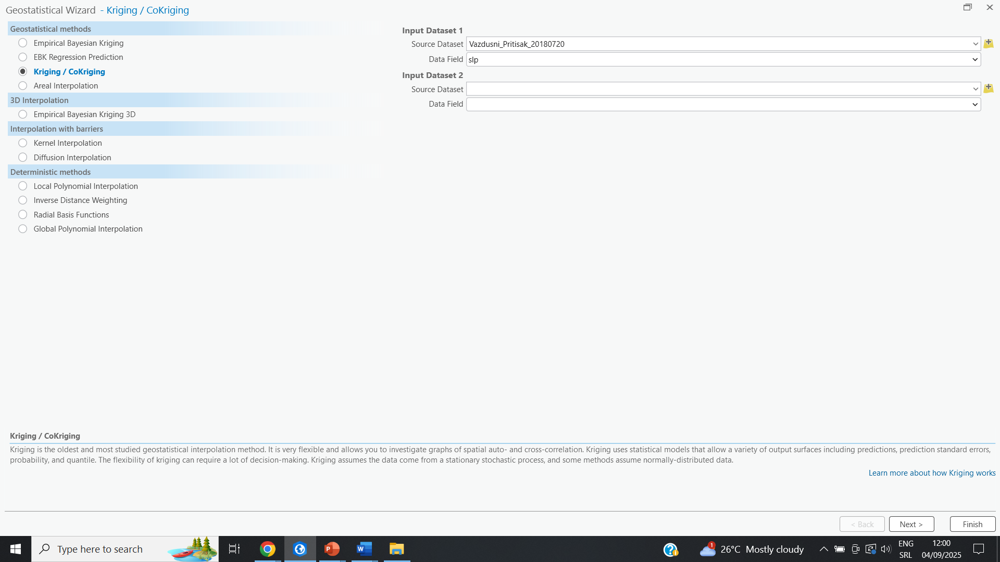 Geostatistical Wizard - Kriging / CoKriging
Geostatistical methods
Empirical Bayesian Kriging
EBK Regression Prediction
Kriging / CoKriging
Areal Interpolation
3D Interpolation
Empirical Bayesian Kriging 3D
Interpolation with barriers
Kernel Interpolation
Diffusion Interpolation
Deterministic methods
Local Polynomial Interpolation
Inverse Distance Weighting
Radial Basis Functions
Global Polynomial Interpolation
Input Dataset 1
Source Dataset Vazdusni_Pritisak_20180720
Data Field slp
Input Dataset 2
Source Dataset
Data Field
Kriging / CoKriging
Kriging is the oldest and most studied geostatistical interpolation method. It is very flexible and allows you to investigate graphs of spatial auto- and cross-correlation. Kriging uses statistical models that allow a variety of output surfaces including predictions, prediction standard errors,
probability, and quantile. The flexibility of kriging can require a lot of decision-making. Kriging assumes the data come from a stationary stochastic process, and some methods assume normally-distributed data.
Learn more about how Kriging works
< Back Next > Finish
Type here to search
P
W
1
26°C Mostly cloudy
ENG
SRL
12:00
04/09/2025